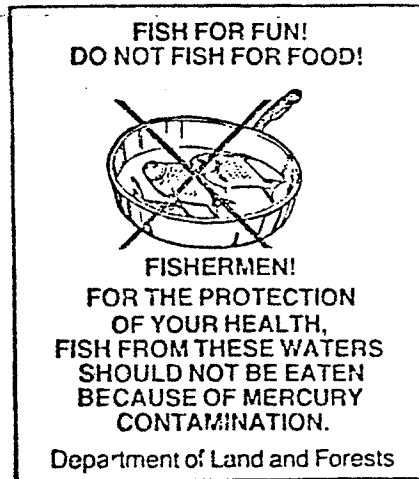 FISH FOR FUN!
DO NOT FISH FOR FOOD!
FISHERMEN!
FOR THE PROTECTION
OF YOUR HEALTH,
FISH FROM THESE WATERS
SHOULD NOT BE EATEN
BECAUSE OF MERCURY
CONTAMINATION.
Department of Land and Forests